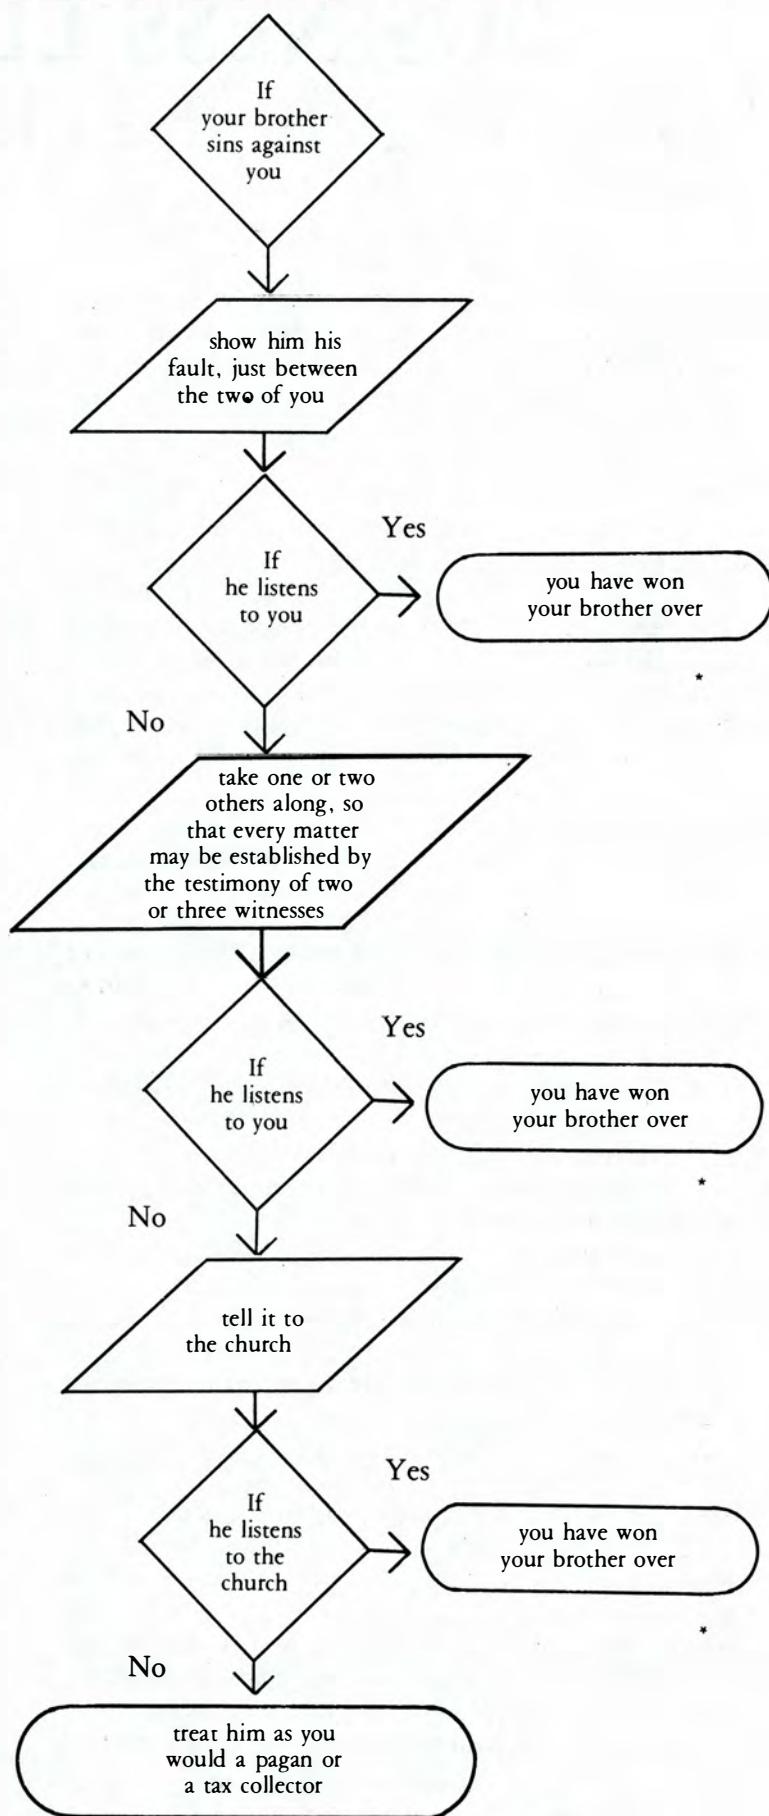 If
your brother
sins against
you
show him his
fault, just between
the two of you
If
he listens
to you
Yes
you have won
your brother over
*
No
take one or two
others along, so
that every matter
may be established by
the testimony of two
or three witnesses
If
he listens
to you
Yes
you have won
your brother over
*
No
tell it to
the church
If
he listens
to the
church
Yes
you have won
your brother over
*
No
treat him as you
would a pagan or
a tax collector